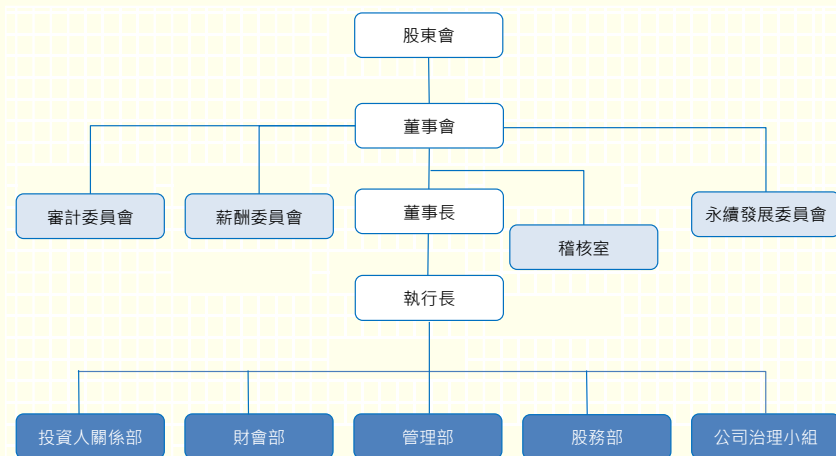 股東會
董事會
審計委員會
薪酬委員會
董事長
永續發展委員會
稽核室
執行長
投資人關係部
財會部
管理部
股務部
公司治理小組